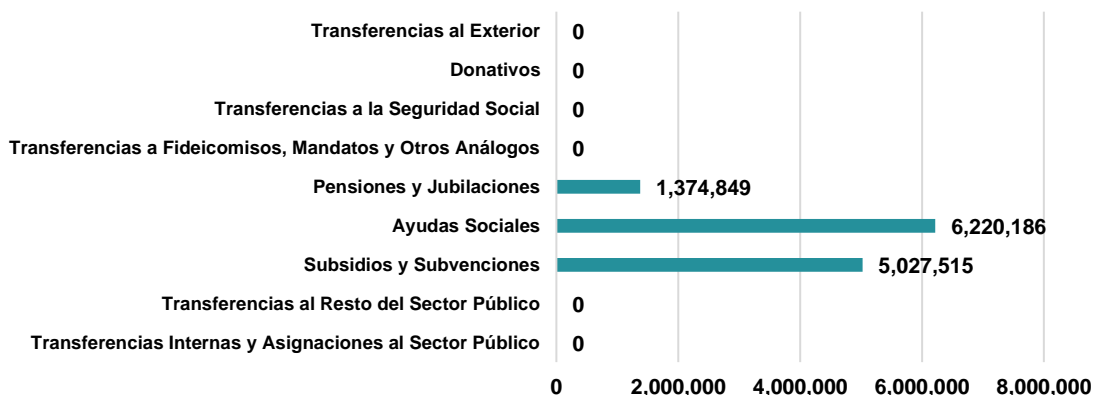 Transferencias al Exterior 0
Donativos 0
Transferencias a la Seguridad Social 0
Transferencias a Fideicomisos, Mandatos y Otros Análogos 0
Pensiones y Jubilaciones 1,374,849
Ayudas Sociales 6,220,186
Subsidios y Subvenciones 5,027,515
Transferencias al Resto del Sector Público 0
Transferencias Internas y Asignaciones al Sector Público 0
0 2,000,000 4,000,000 6,000,000 8,000,000